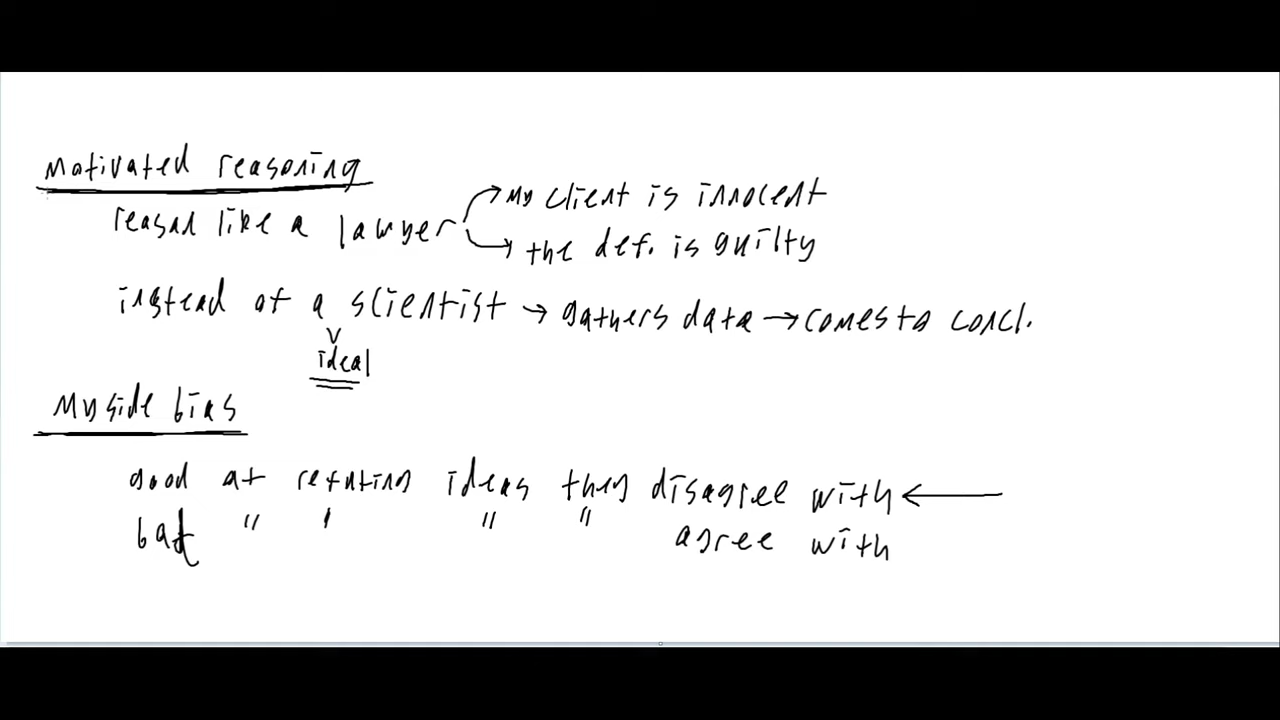 Motivated reasoning
reason like a lawyer → My client is innocent
→ the def. is guilty
instead of a scientist → gathers data → comes to concl.
ideal
Myside bias
good at refuting ideas they disagree with ←
bad " " " " agree with